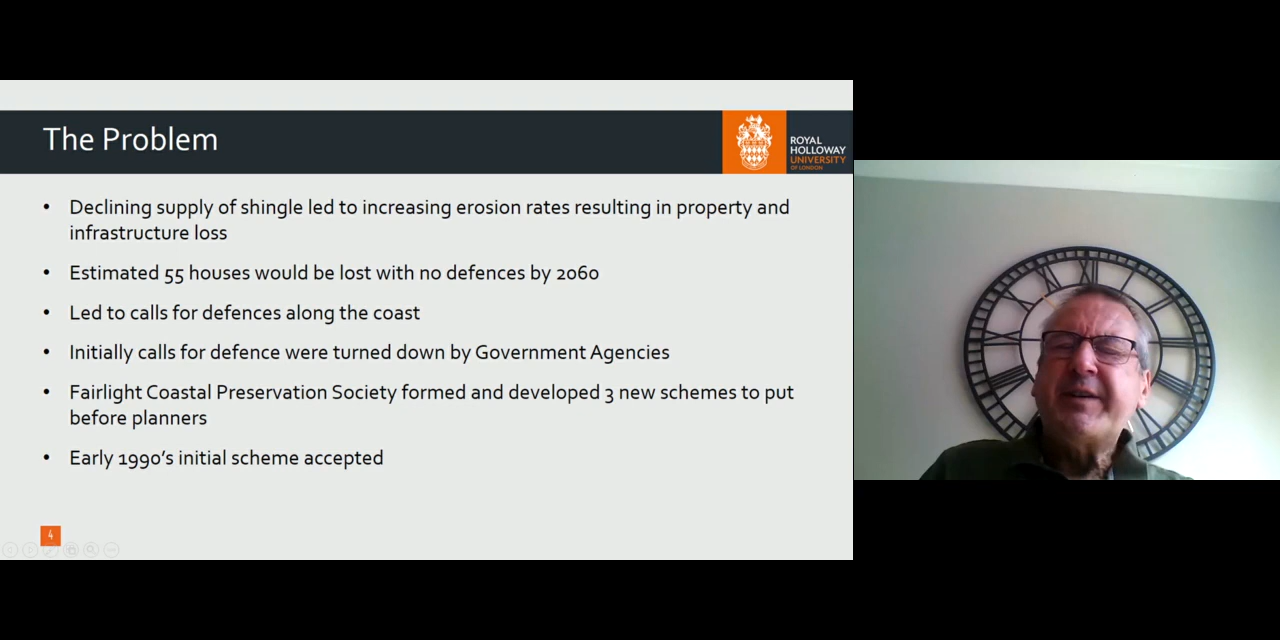 The Problem
ROYAL
HOLLOWAY
UNIVERSITY
OF LONDON
• Declining supply of shingle led to increasing erosion rates resulting in property and
infrastructure loss
• Estimated 55 houses would be lost with no defences by 2060
• Led to calls for defences along the coast
• Initially calls for defence were turned down by Government Agencies
• Fairlight Coastal Preservation Society formed and developed 3 new schemes to put
before planners
• Early 1990's initial scheme accepted
4